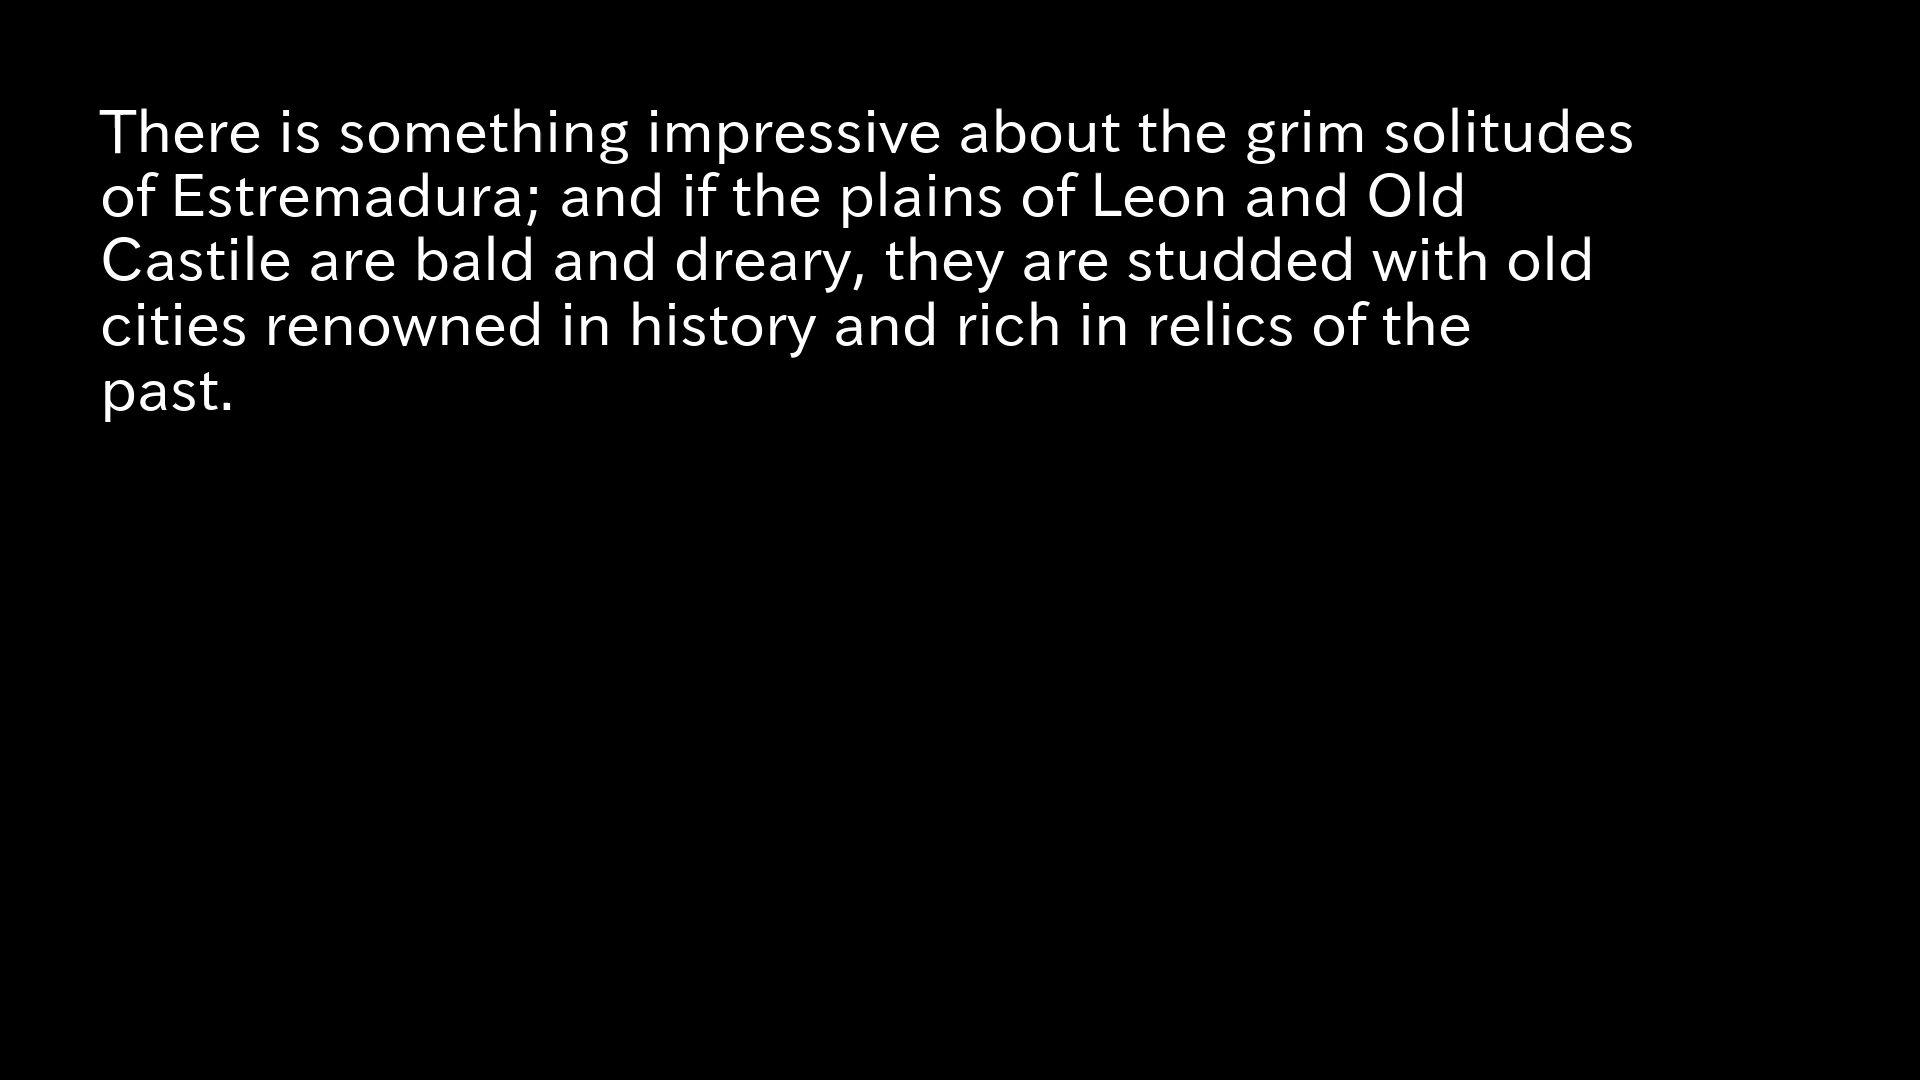 There is something impressive about the grim solitudes
of Estremadura; and if the plains of Leon and Old
Castile are bald and dreary, they are studded with old
cities renowned in history and rich in relics of the
past.